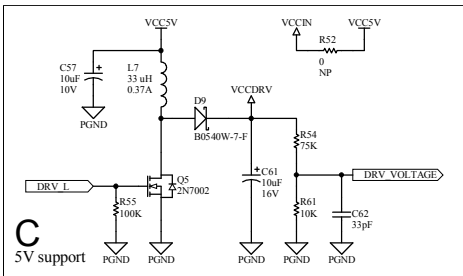 VCC5V
VCCIN
VCC5V
R52
0
NP
C57
10uF
10V
L7
33 uH
0.37A
PGND
D9
B0540W-7-F
VCCDRV
R54
75K
DRV_L
R55
100K
Q5
2N7002
C61
10uF
16V
R61
10K
DRV_VOLTAGE
C62
33pF
C
5V support
PGND
PGND
PGND
PGND
PGND